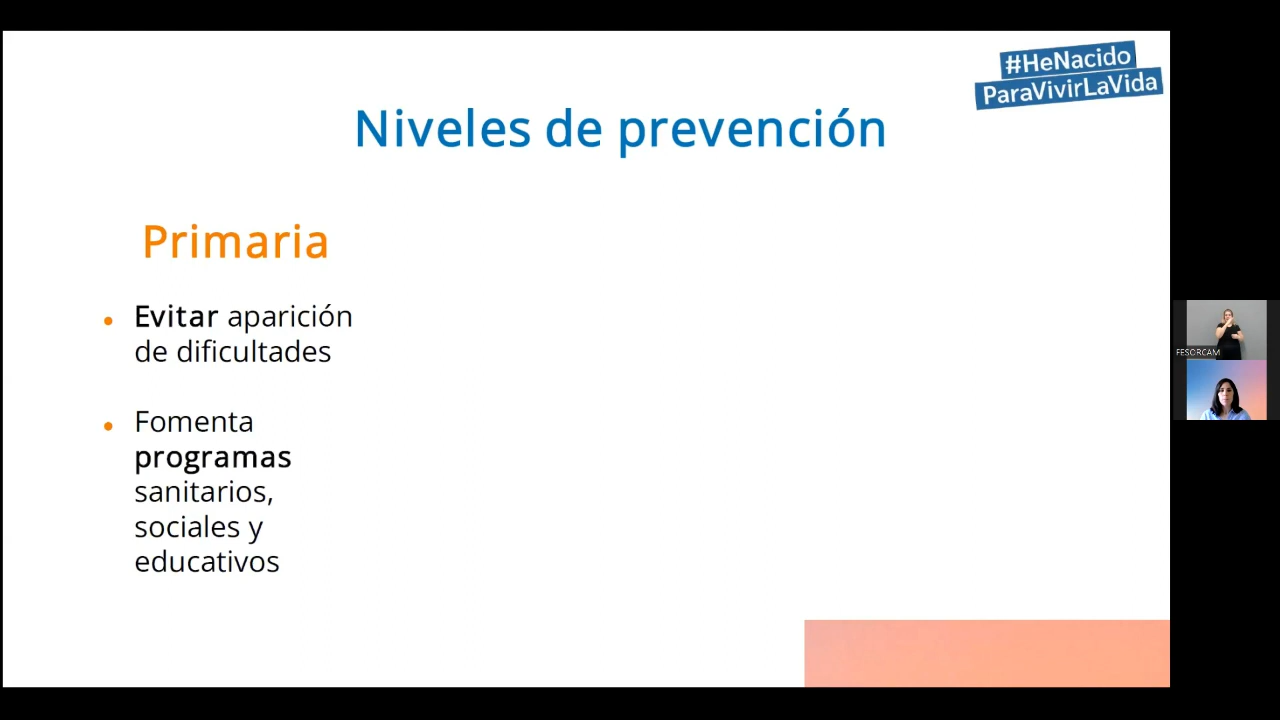 #HeNacido
ParaVivirLaVida
Niveles de prevención
Primaria
• Evitar aparición
de dificultades
• Fomenta
programas
sanitarios,
sociales y
educativos
FESORCAM